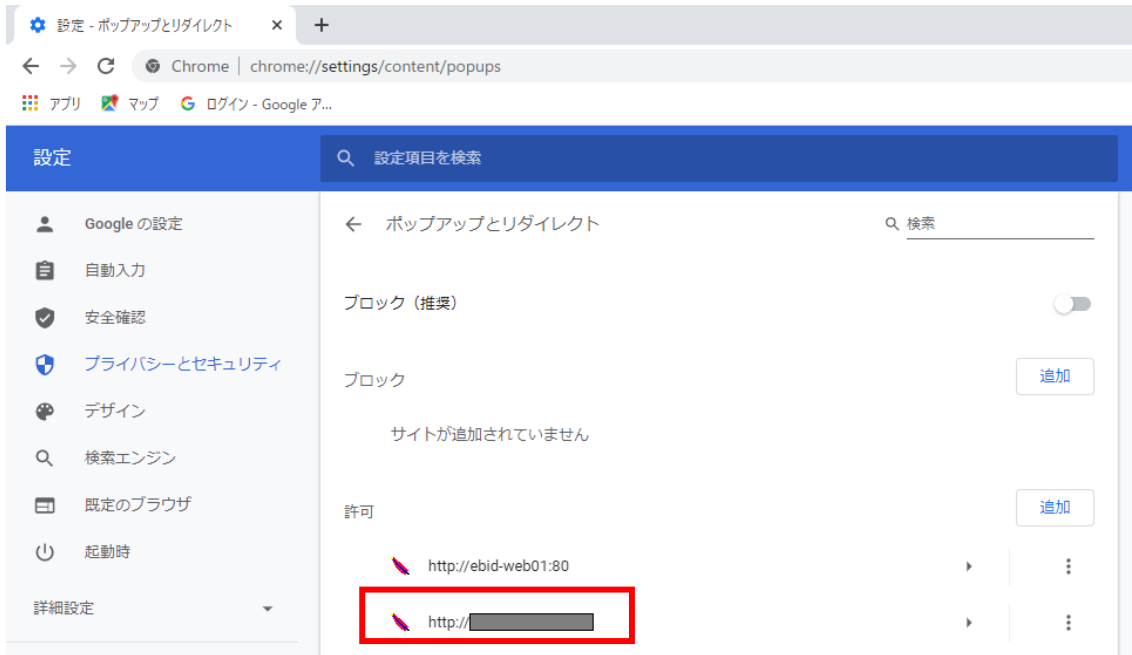 設定 - ポップアップとリダイレクト
Chrome | chrome://settings/content/popups
アプリ マップ ログイン - Google ア...
設定
設定項目を検索
Google の設定
自動入力
安全確認
プライバシーとセキュリティ
デザイン
検索エンジン
既定のブラウザ
起動時
詳細設定
ポップアップとリダイレクト
検索
ブロック（推奨）
ブロック
追加
サイトが追加されていません
許可
追加
http://ebid-web01:80
http://